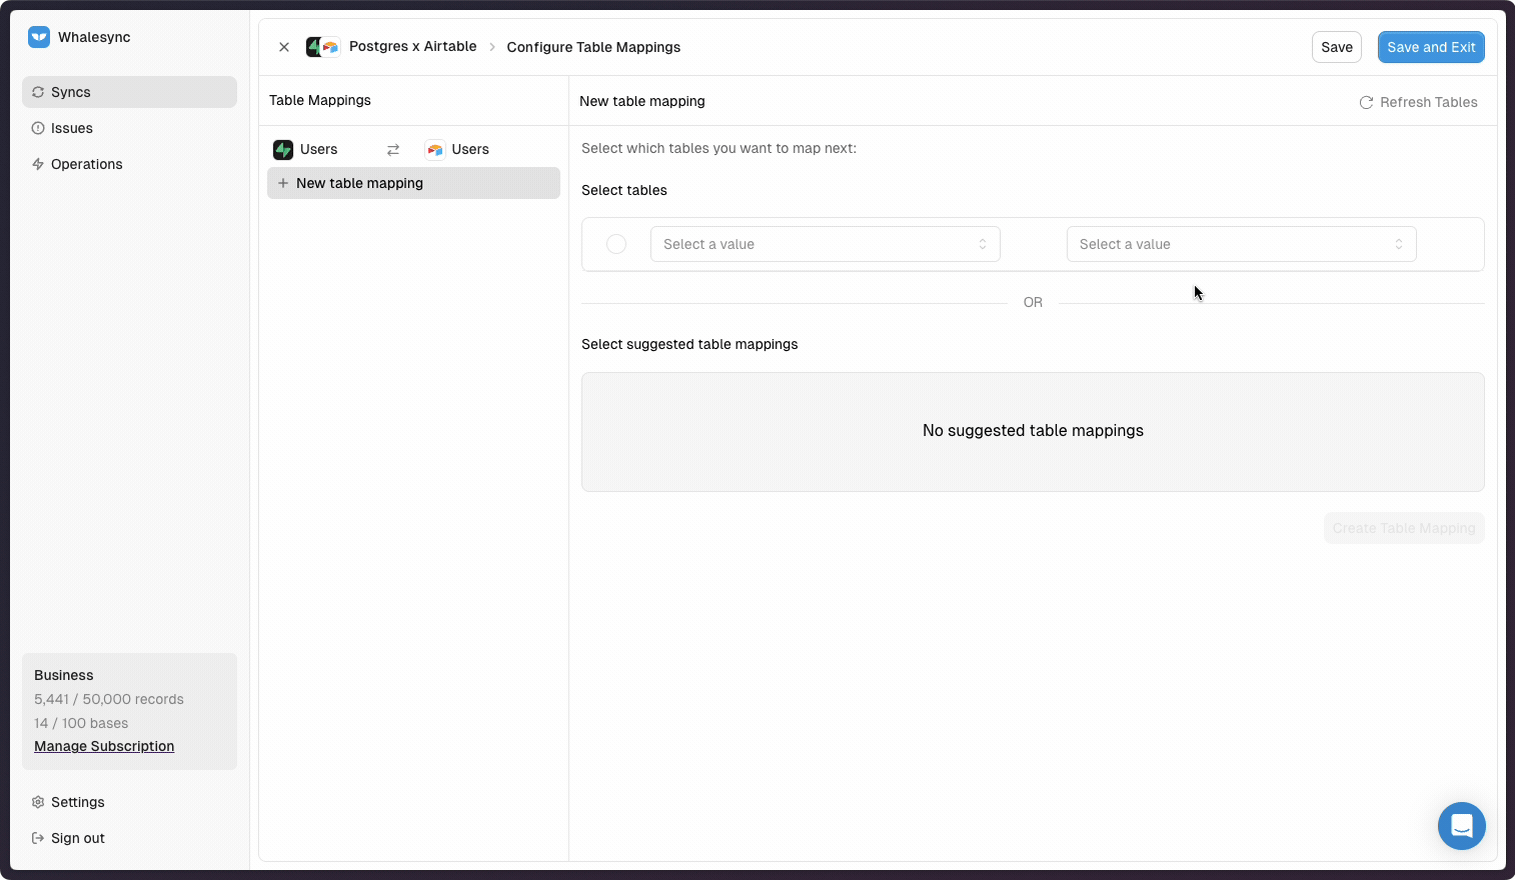 Whalesync
Syncs
Issues
Operations
Business
5,441 / 50,000 records
14 / 100 bases
Manage Subscription
Settings
Sign out
Postgres x Airtable > Configure Table Mappings
Save
Save and Exit
Table Mappings
Users ⇄ Users
+ New table mapping
New table mapping
Refresh Tables
Select which tables you want to map next:
Select tables
Select a value
Select a value
OR
Select suggested table mappings
No suggested table mappings
Create Table Mapping